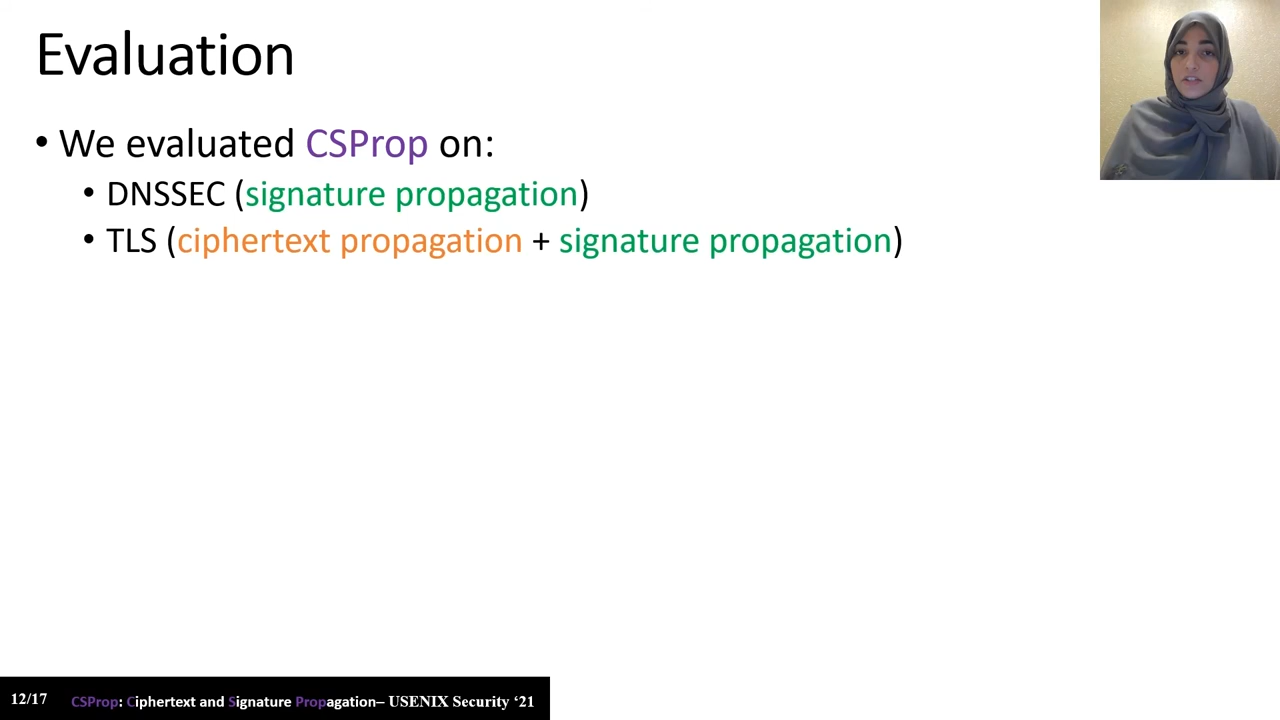 Evaluation
• We evaluated CSProp on:
• DNSSEC (signature propagation)
• TLS (ciphertext propagation + signature propagation)
12/17 CSProp: Ciphertext and Signature Propagation– USENIX Security ‘21